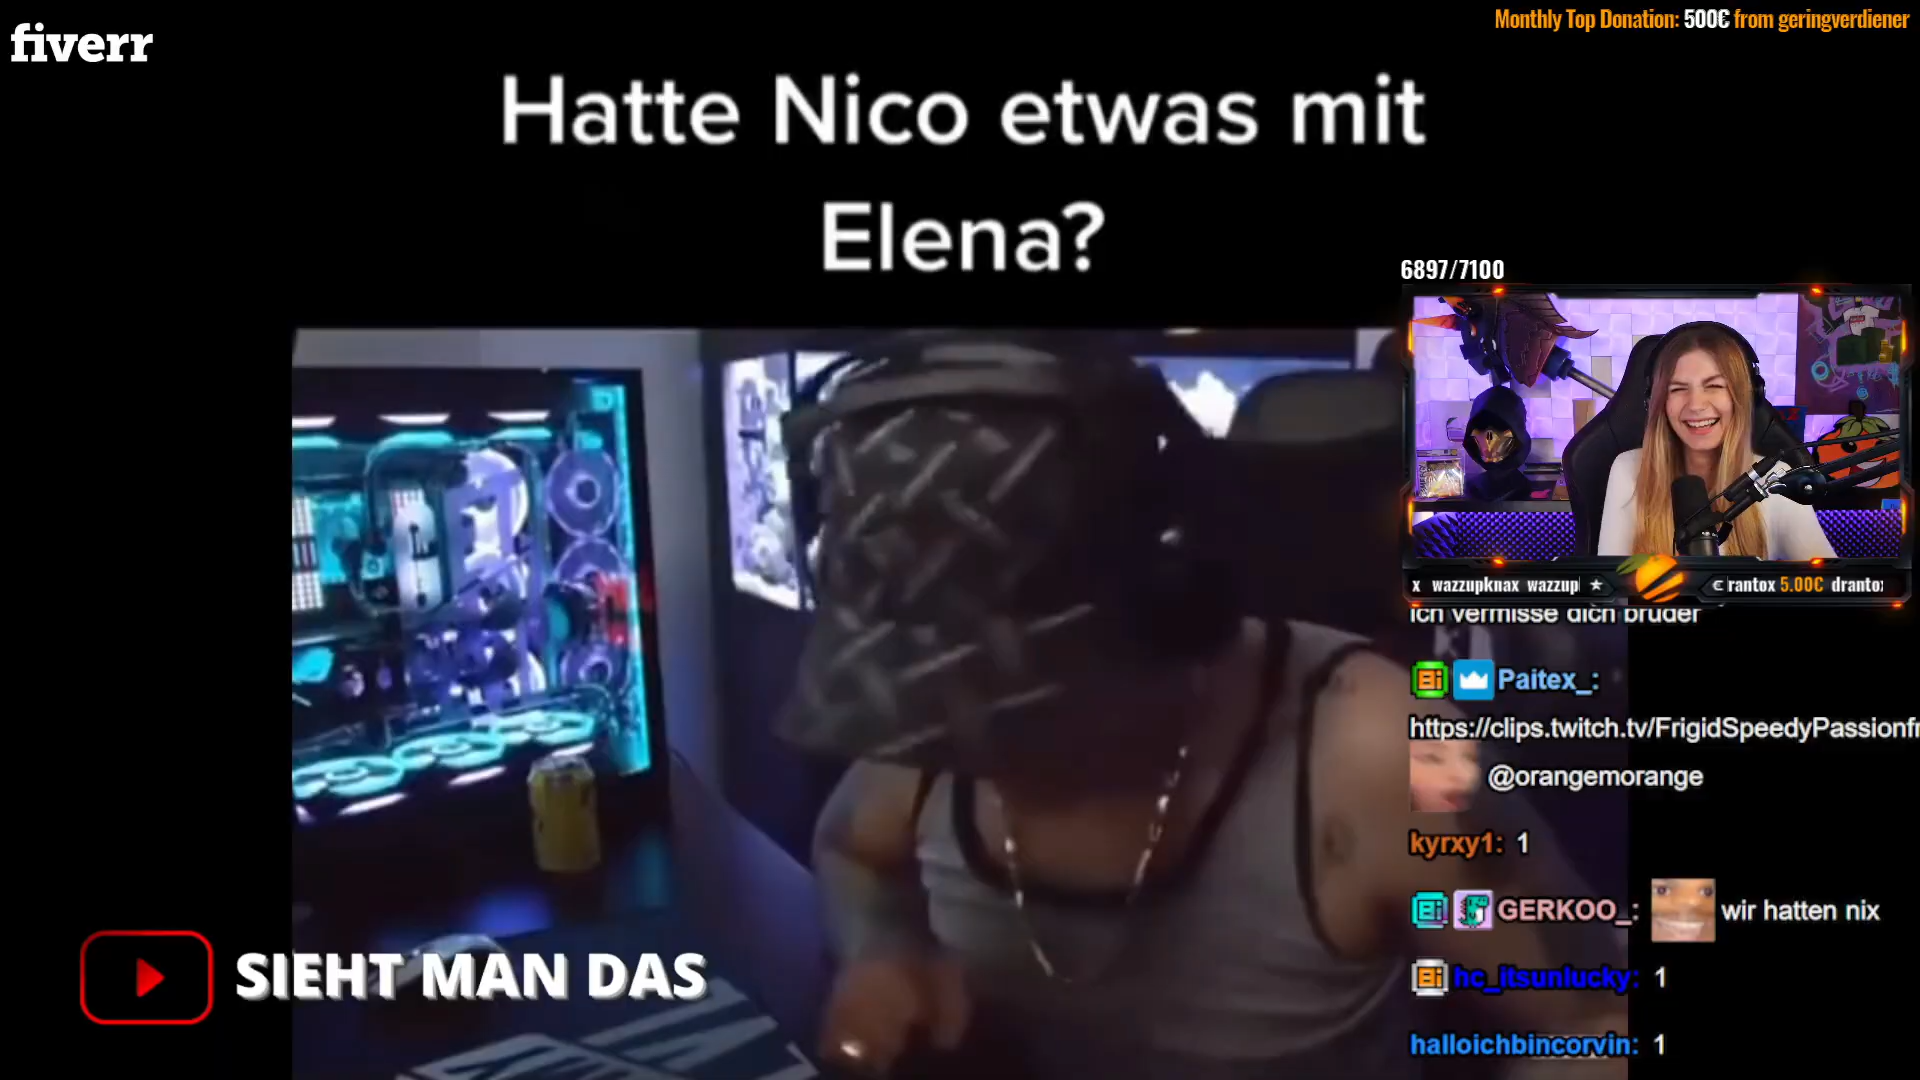 fiverr
Monthly Top Donation: 500€ from geringverdiener
Hatte Nico etwas mit
Elena?
6897/7100
x wazzupknax wazzup
rantox 5.00€ dranto
ich vermisse dich bruder
Paitex_:
https://clips.twitch.tv/FrigidSpeedyPassionfr
@orangemorange
kyrxy1: 1
GERKOO_: wir hatten nix
hc_itsunlucky: 1
halloichbincorvin: 1
SIEHT MAN DAS